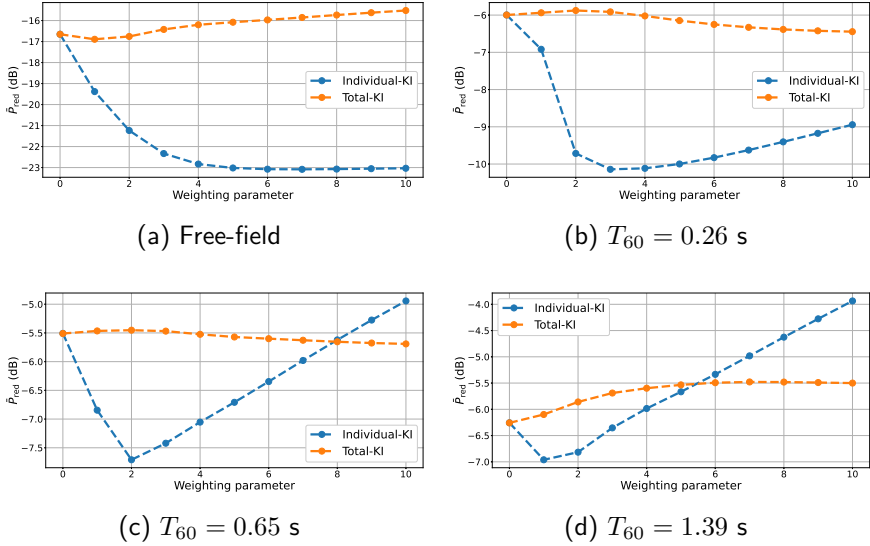 −16
−17
−18
−19
−20
−21
−22
−23
P̄red (dB)
0 2 4 6 8 10
Weighting parameter
Individual-KI
Total-KI
(a) Free-field
−6
−7
−8
−9
−10
P̄red (dB)
0 2 4 6 8 10
Weighting parameter
Individual-KI
Total-KI
(b) T60 = 0.26 s
−5.0
−5.5
−6.0
−6.5
−7.0
−7.5
P̄red (dB)
0 2 4 6 8 10
Weighting parameter
Individual-KI
Total-KI
(c) T60 = 0.65 s
−4.0
−4.5
−5.0
−5.5
−6.0
−6.5
−7.0
P̄red (dB)
0 2 4 6 8 10
Weighting parameter
Individual-KI
Total-KI
(d) T60 = 1.39 s